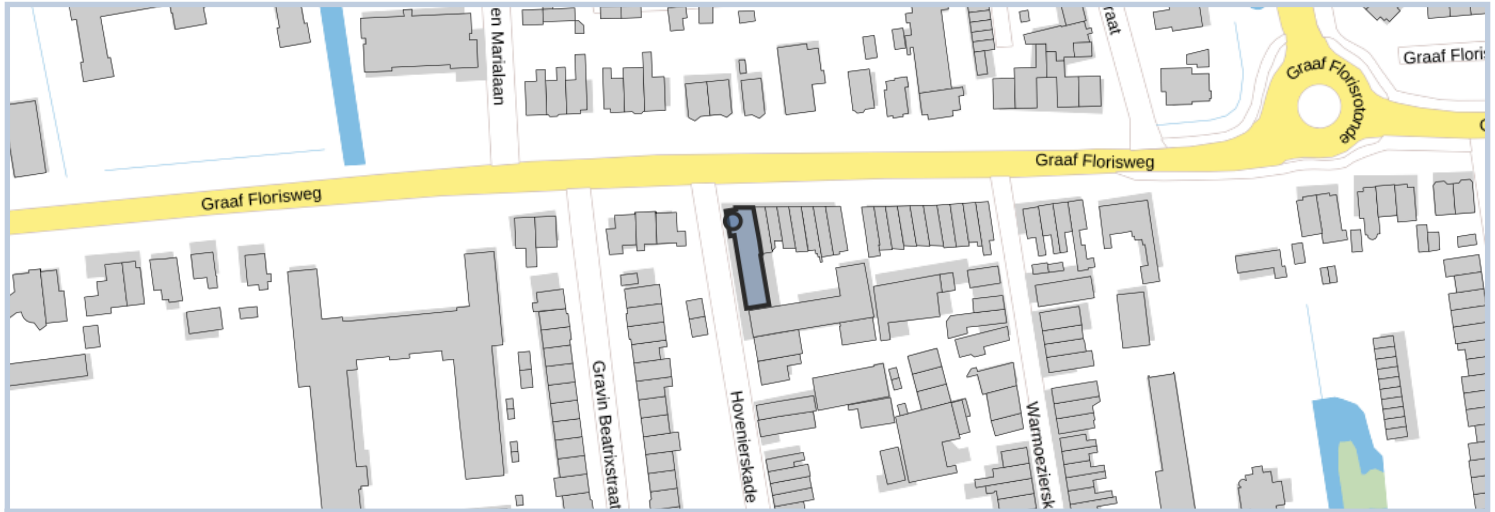 en Marialaan
raat
Graaf Floris
Graaf Florisrotonde
G
Graaf Florisweg
Graaf Florisweg
Gravin Beatrixstraat
Hovenierskade
Warmoeziersk